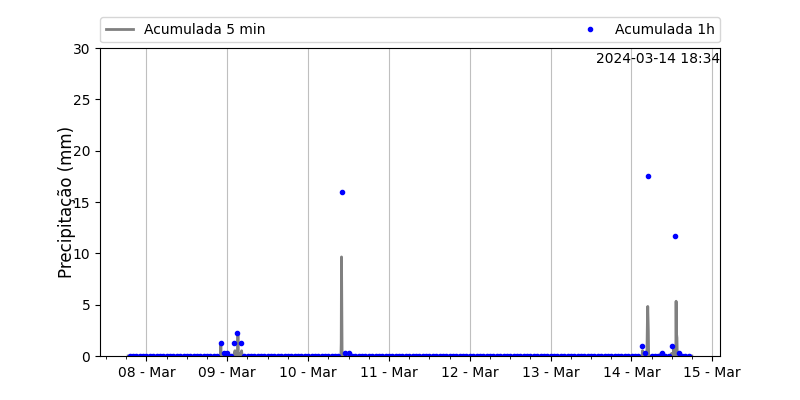 Acumulada 5 min
Acumulada 1h
2024-03-14 18:34
Precipitação (mm)
30
25
20
15
10
5
0
08 - Mar
09 - Mar
10 - Mar
11 - Mar
12 - Mar
13 - Mar
14 - Mar
15 - Mar